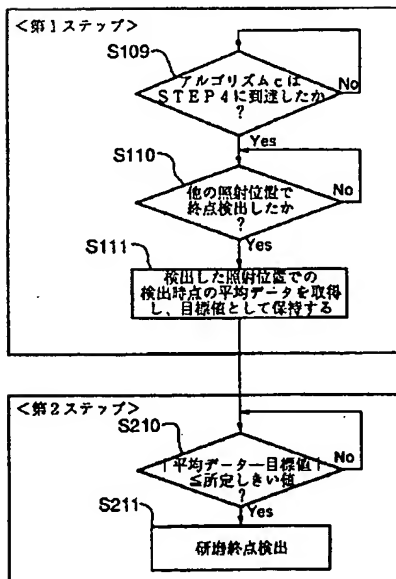 <第1ステップ>
S109
アルゴリズムcは
STEP4に到達したか
?
No
Yes
S110
他の照射位置で
終点検出したか
?
No
Yes
S111
検出した照射位置での
検出時点の平均データを取得
し、目標値として保持する
<第2ステップ>
S210
|平均データー目標値|
≦所定しきい値
?
No
Yes
S211
研磨終点検出